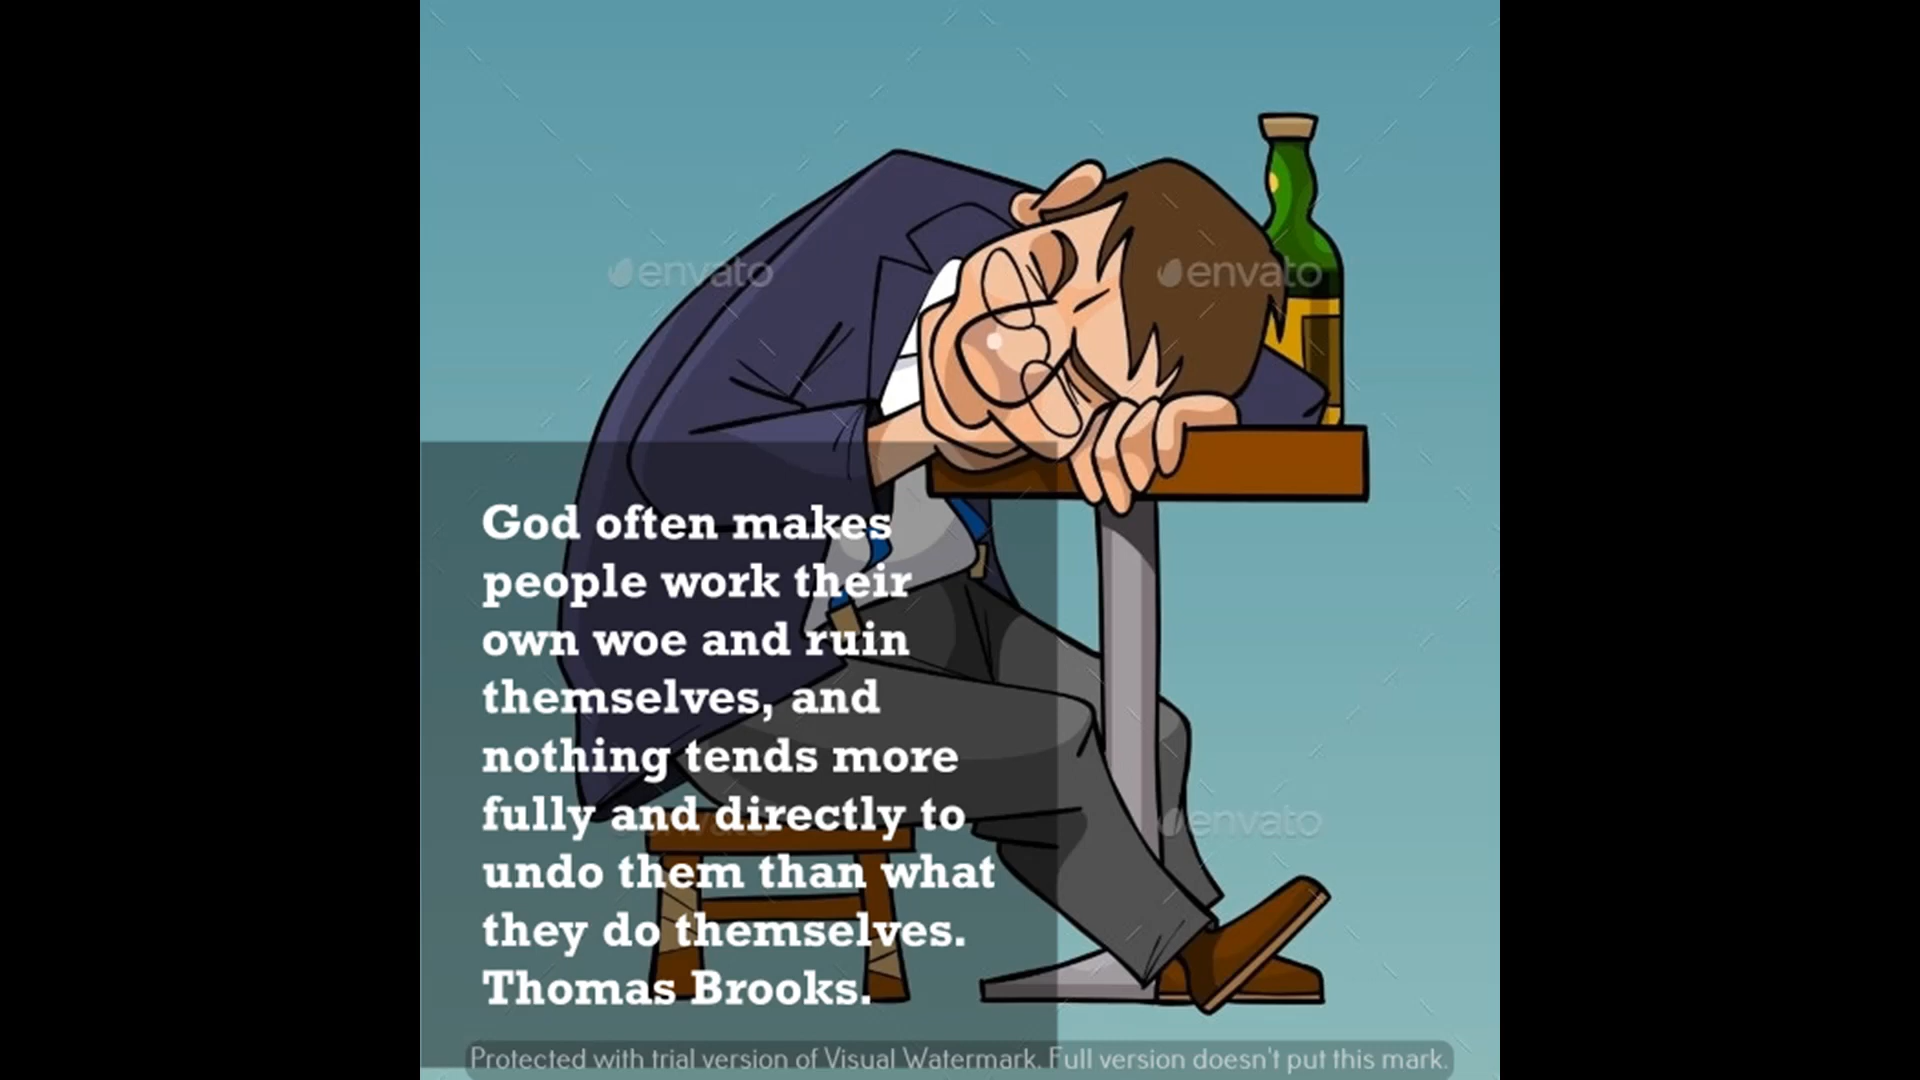 envato
envato
God often makes
people work their
own woe and ruin
themselves, and
nothing tends more
fully and directly to
undo them than what
they do themselves.
Thomas Brooks.
envato
envato
Protected with trial version of Visual Watermark. Full version doesn't put this mark.